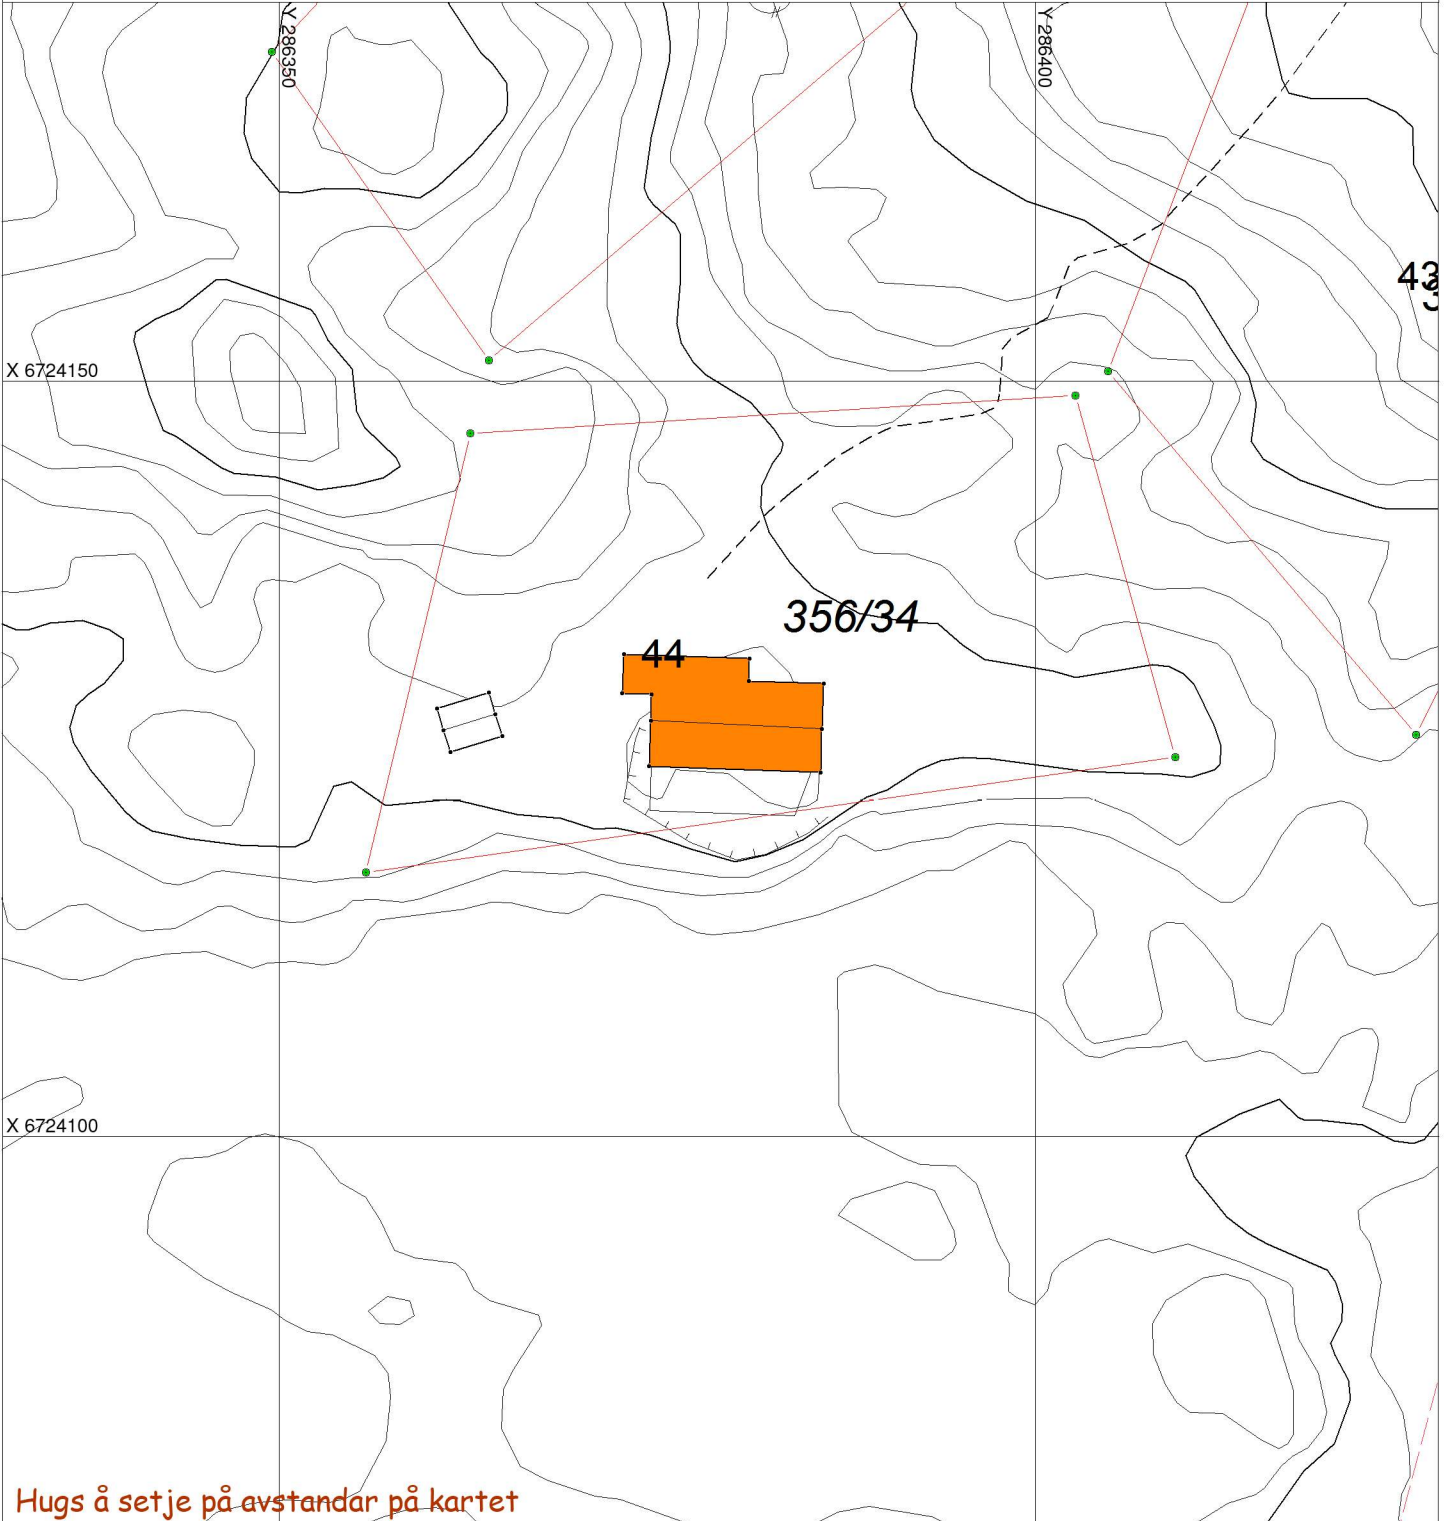 Y 286350
Y 286400
43
X 6724150
356/34
44
X 6724100
Hugs å setje på avstandar på kartet